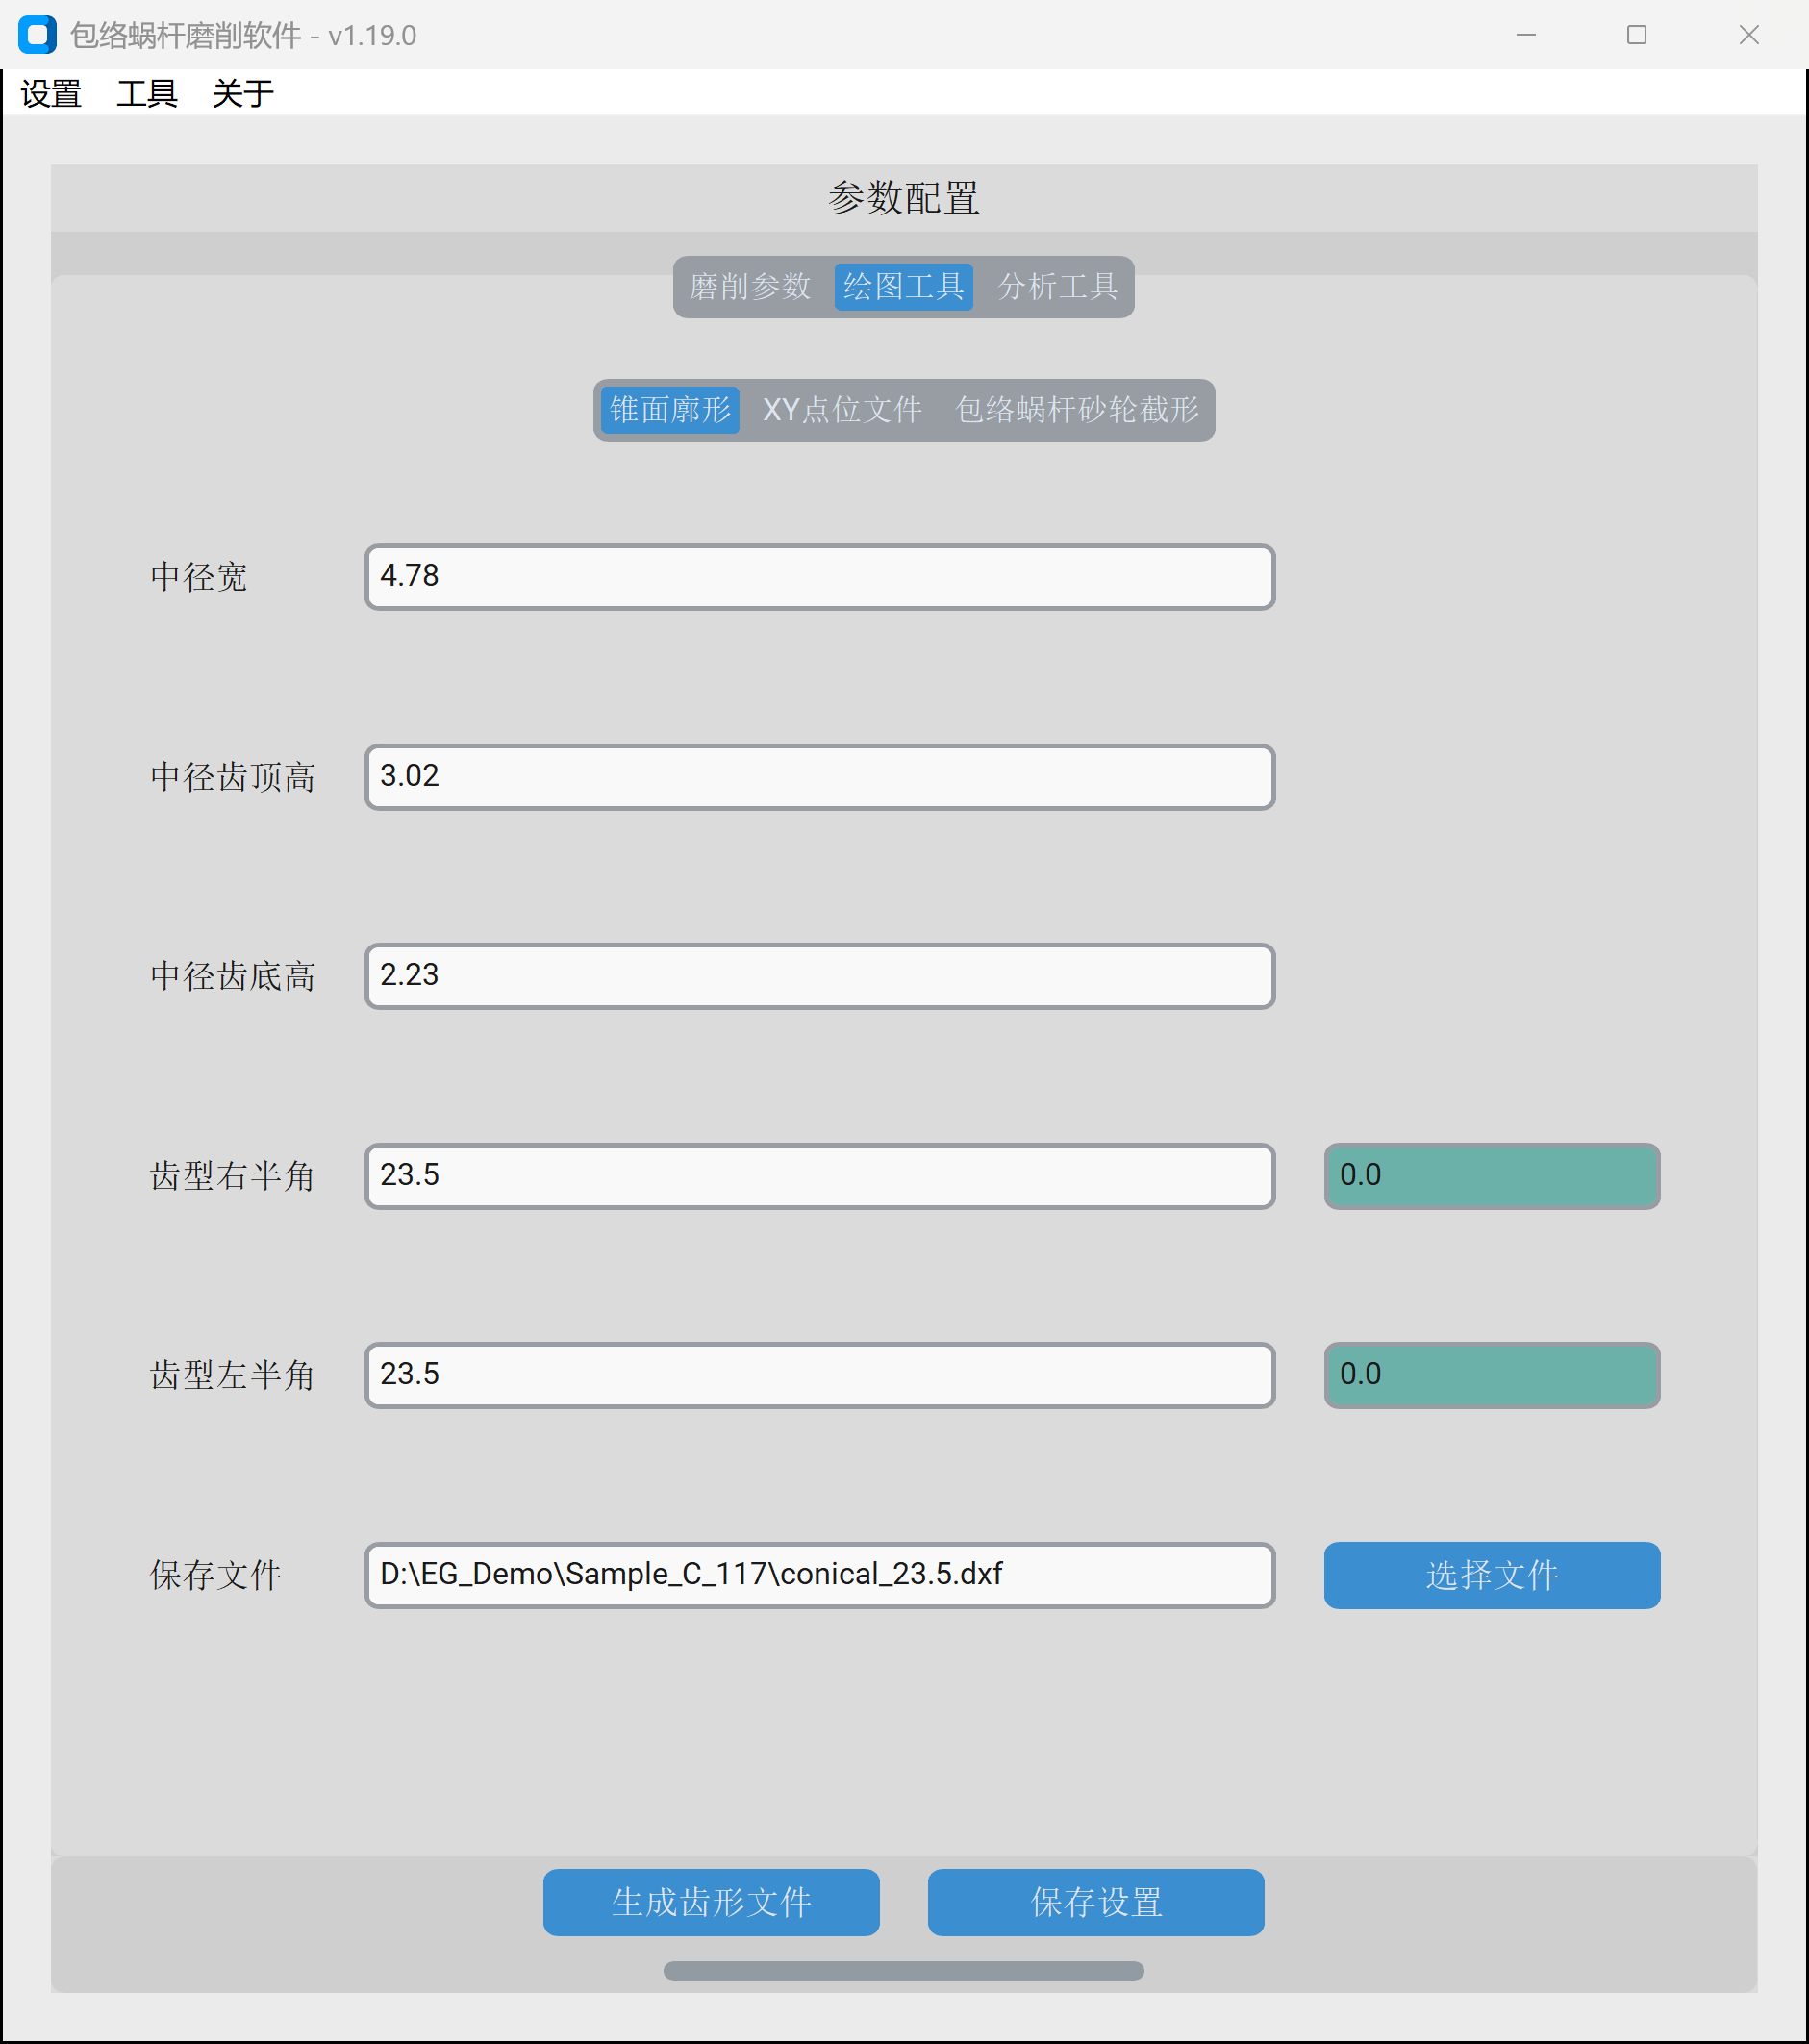 包络蜗杆磨削软件 - v1.19.0
设置 工具 关于
参数配置
磨削参数 绘图工具 分析工具
锥面廓形 XY点位文件 包络蜗杆砂轮截形
中径宽 4.78
中径齿顶高 3.02
中径齿底高 2.23
齿型右半角 23.5 0.0
齿型左半角 23.5 0.0
保存文件 D:\EG_Demo\Sample_C_117\conical_23.5.dxf 选择文件
生成齿形文件 保存设置